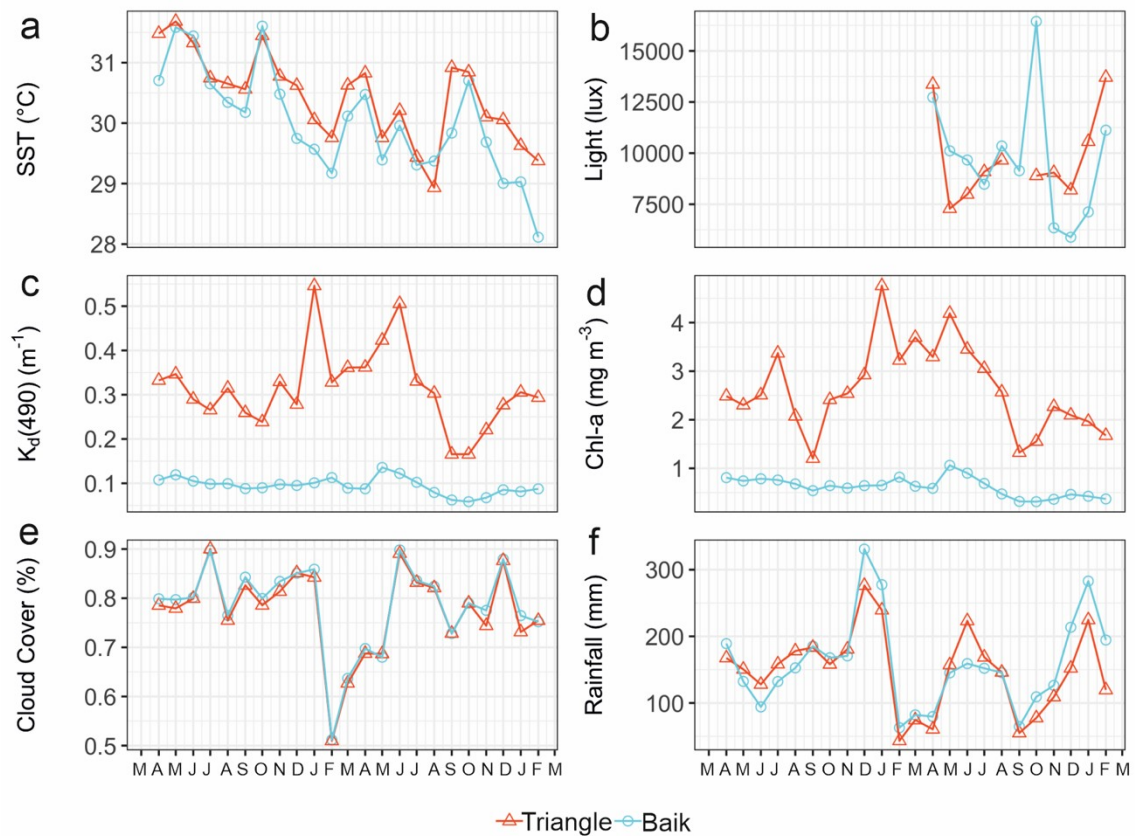 a
SST (°C)
31
30
29
28
b
Light (lux)
15000
12500
10000
7500
c
Kd(490) (m-1)
0.5
0.4
0.3
0.2
0.1
d
Chl-a (mg m-3)
4
3
2
1
e
Cloud Cover (%)
0.9
0.8
0.7
0.6
0.5
M A M J J A S O N D J F M A M J J A S O N D J F M
f
Rainfall (mm)
300
200
100
M A M J J A S O N D J F M A M J J A S O N D J F M
Triangle Baik